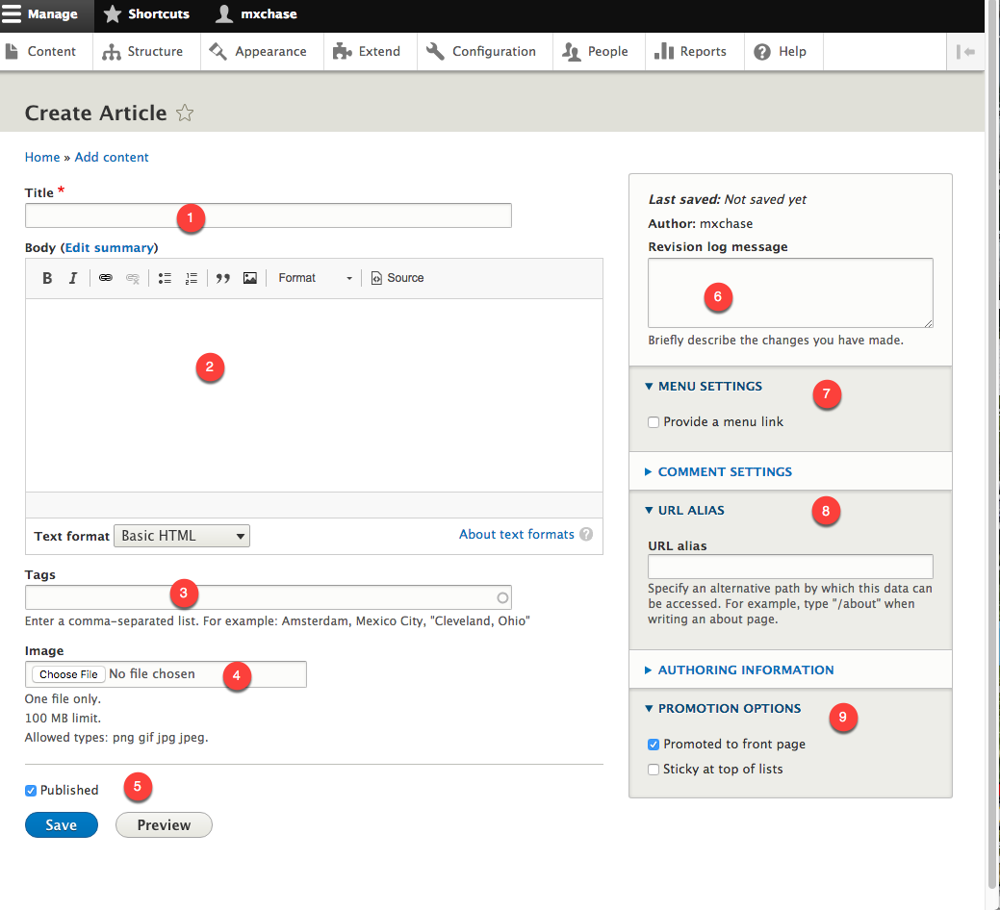 Manage Shortcuts mxchase
Content Structure Appearance Extend Configuration People Reports Help
Create Article
Home » Add content
Title *
1
Body (Edit summary)
B I Format Source
2
Text format Basic HTML About text formats ?
Tags
3
Enter a comma-separated list. For example: Amsterdam, Mexico City, "Cleveland, Ohio"
Image
Choose File No file chosen 4
One file only.
100 MB limit.
Allowed types: png gif jpg jpeg.
Published 5
Save Preview
Last saved: Not saved yet
Author: mxchase
Revision log message
6
Briefly describe the changes you have made.
MENU SETTINGS 7
Provide a menu link
COMMENT SETTINGS
URL ALIAS 8
URL alias
Specify an alternative path by which this data can
be accessed. For example, type "/about" when
writing an about page.
AUTHORING INFORMATION
PROMOTION OPTIONS 9
Promoted to front page
Sticky at top of lists